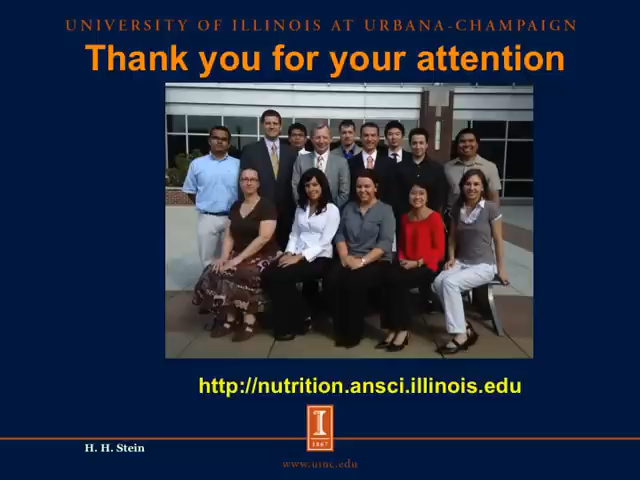 UNIVERSITY OF ILLINOIS AT URBANA-CHAMPAIGN
Thank you for your attention
http://nutrition.ansci.illinois.edu
I
1867
H. H. Stein
www.uiuc.edu